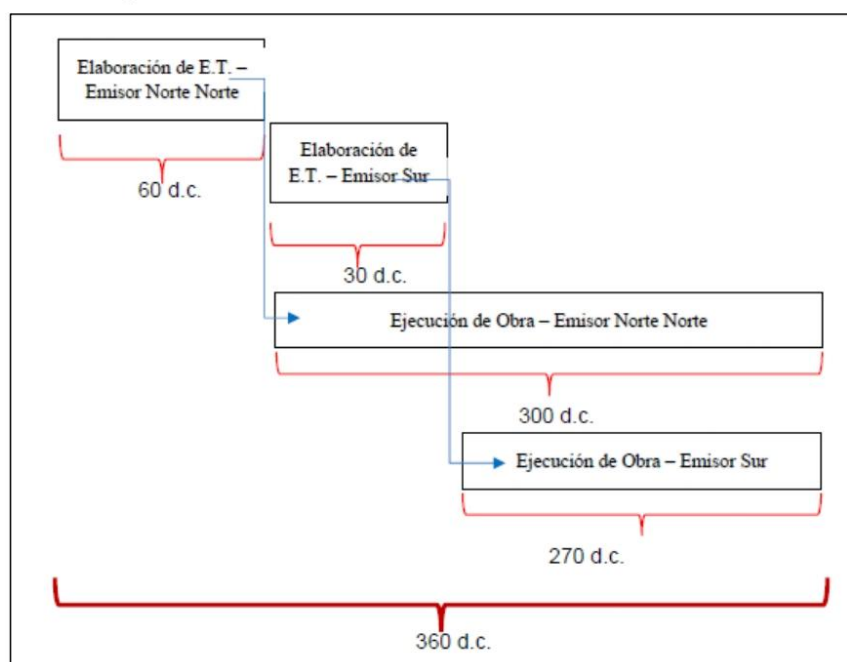 Elaboración de E.T. –
Emisor Norte Norte
Elaboración de
E.T. – Emisor Sur
60 d.c.
30 d.c.
Ejecución de Obra – Emisor Norte Norte
300 d.c.
Ejecución de Obra – Emisor Sur
270 d.c.
360 d.c.